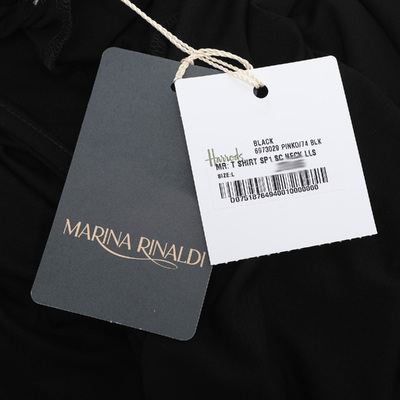 MARINA RINALDI
Harrods
BLACK
6973029 PINKO/74 BLK
MR. T SHIRT SP1 SC NECK LLS
SIZE:L
D07510764940010000000